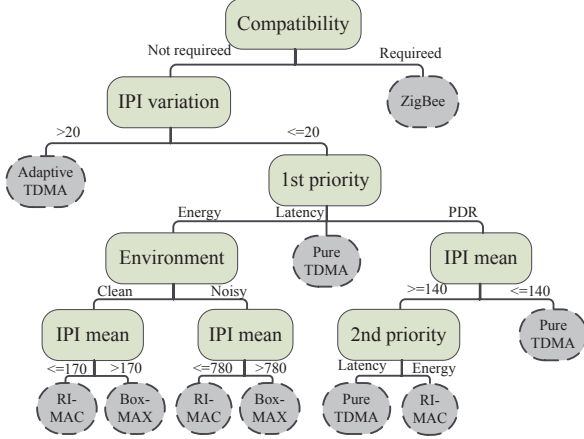 Compatibility
Not requireed
Requireed
IPI variation
ZigBee
>20
<=20
Adaptive
TDMA
1st priority
Energy
Latency
PDR
Environment
Pure
TDMA
IPI mean
Clean
Noisy
>=140
<=140
IPI mean
IPI mean
2nd priority
Pure
TDMA
<=170
>170
<=780
>780
Latency
Energy
RI-
MAC
Box-
MAX
RI-
MAC
Box-
MAX
Pure
TDMA
RI-
MAC